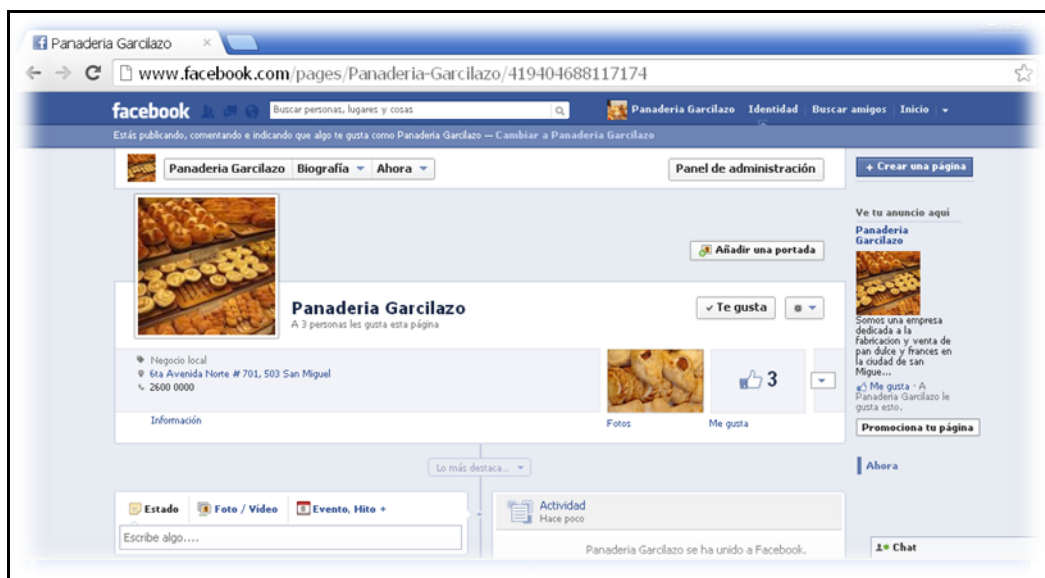 Panaderia Garcilazo
www.facebook.com/pages/Panaderia-Garcilazo/419404688117174
facebook
Buscar personas, lugares y cosas
Panaderia Garcilazo Identidad Buscar amigos Inicio
Estás publicando, comentando e indicando que algo te gusta como Panaderia Garcilazo — Cambiar a Panaderia Garcilazo
Panaderia Garcilazo Biografía Ahora
Panel de administración
+ Crear una página
Añadir una portada
Panaderia Garcilazo
A 3 personas les gusta esta página
Te gusta
Negocio local
6ta Avenida Norte # 701, 503 San Miguel
2600 0000
Información
3
Fotos
Me gusta
Ve tu anuncio aquí
Panaderia
Garcilazo
Somos una empresa
dedicada a la
fabricacion y venta de
pan dulce y frances en
la ciudad de san
Migue...
Me gusta · A
Panaderia Garcilazo le
gusta esto.
Promociona tu página
Ahora
Lo más destaca...
Estado Foto / Vídeo Evento, Hito +
Escribe algo....
Actividad
Hace poco
Panaderia Garcilazo se ha unido a Facebook.
Chat